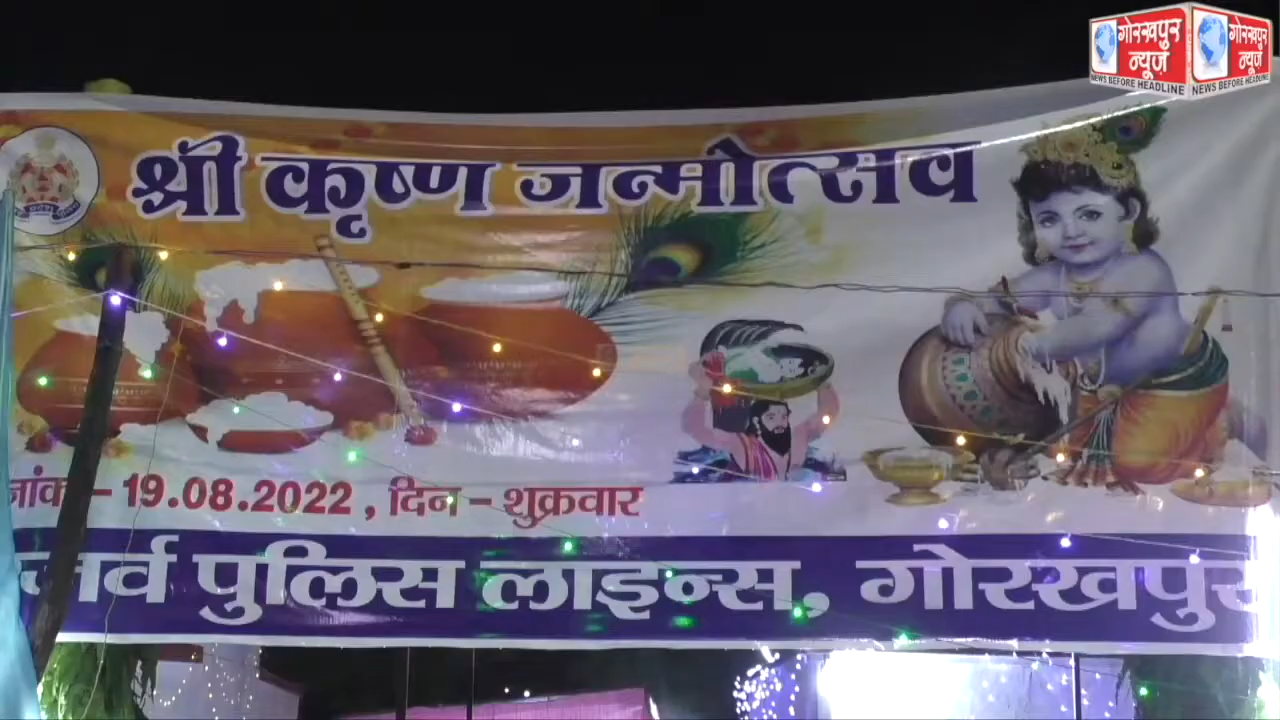 गोरखपुर न्यूज़ गोरखपुर न्यूज़
NEWS BEFORE HEADLINE NEWS BEFORE HEADLINE
श्री कृष्ण जन्मोत्सव
19.08.2022 , दिन – शुक्रवार
पुलिस लाइन्स, गोरखपुर